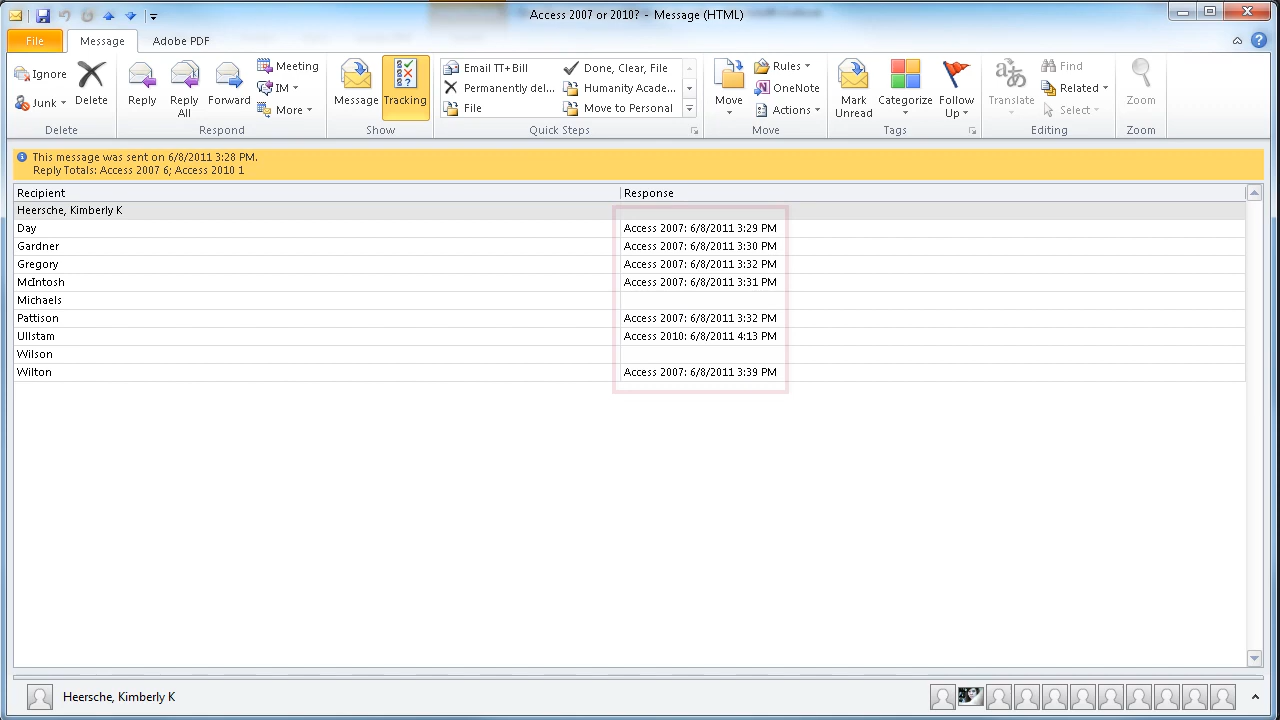 Access 2007 or 2010? - Message (HTML)
File Message Adobe PDF
Ignore
Junk
Delete
Delete
Reply
Reply All
Forward
Meeting
IM
More
Respond
Message
Tracking
Show
Email TT+Bill
Permanently del...
File
Done, Clear, File
Humanity Acade...
Move to Personal
Quick Steps
Move
Rules
OneNote
Actions
Move
Mark Unread
Categorize
Follow Up
Tags
Translate
Find
Related
Select
Editing
Zoom
Zoom
This message was sent on 6/8/2011 3:28 PM.
Reply Totals: Access 2007 6; Access 2010 1
Recipient Response
Heersche, Kimberly K
Day Access 2007: 6/8/2011 3:29 PM
Gardner Access 2007: 6/8/2011 3:30 PM
Gregory Access 2007: 6/8/2011 3:32 PM
McIntosh Access 2007: 6/8/2011 3:31 PM
Michaels
Pattison Access 2007: 6/8/2011 3:32 PM
Ullstam Access 2010: 6/8/2011 4:13 PM
Wilson
Wilton Access 2007: 6/8/2011 3:39 PM
Heersche, Kimberly K